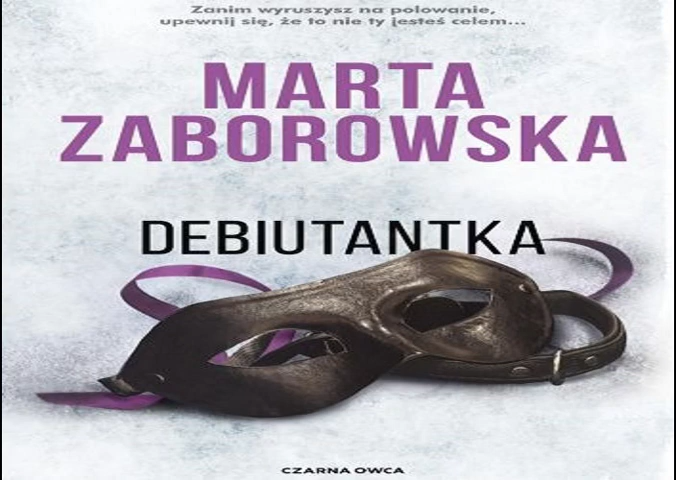 Zanim wyruszysz na polowanie,
upewnij się, że to nie ty jesteś celem...
MARTA
ZABOROWSKA
DEBIUTANTKA
CZARNA OWCA